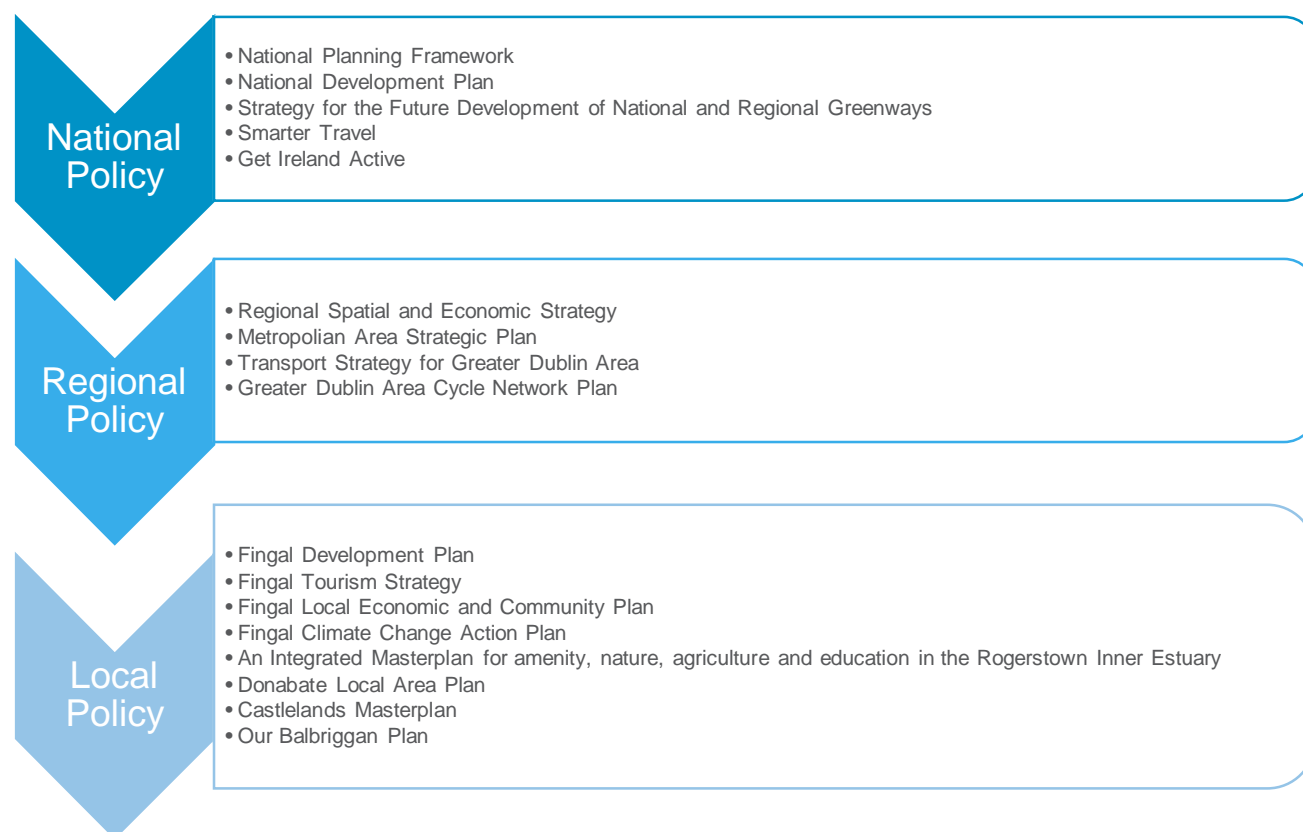 National
Policy
• National Planning Framework
• National Development Plan
• Strategy for the Future Development of National and Regional Greenways
• Smarter Travel
• Get Ireland Active
Regional
Policy
• Regional Spatial and Economic Strategy
• Metropolian Area Strategic Plan
• Transport Strategy for Greater Dublin Area
• Greater Dublin Area Cycle Network Plan
Local
Policy
• Fingal Development Plan
• Fingal Tourism Strategy
• Fingal Local Economic and Community Plan
• Fingal Climate Change Action Plan
• An Integrated Masterplan for amenity, nature, agriculture and education in the Rogerstown Inner Estuary
• Donabate Local Area Plan
• Castlelands Masterplan
• Our Balbriggan Plan